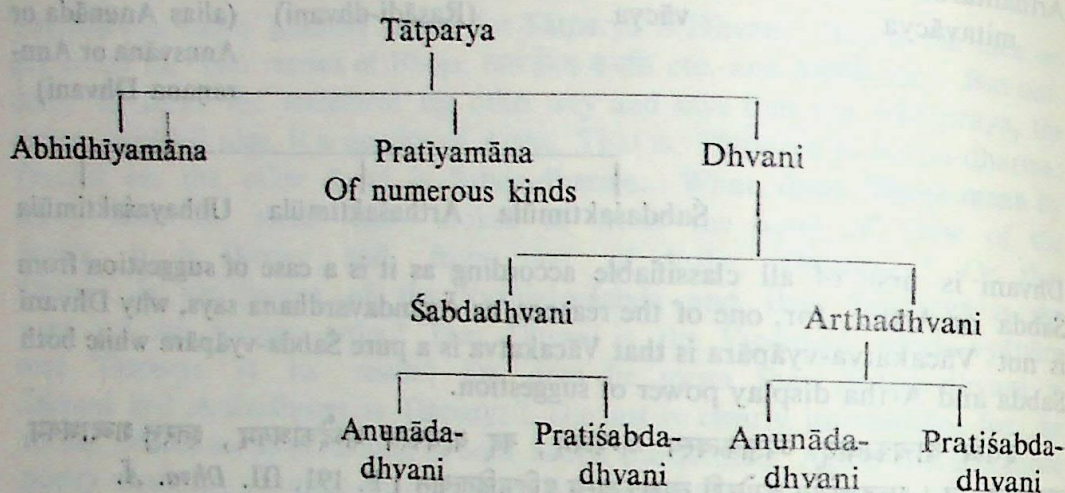 Tātparya
Abhidhīyamāna Pratīyamāna Dhvani
Of numerous kinds
Śabdadhvani Arthadhvani
Anunāda- Pratiśabda- Anunāda- Pratiśabda-
dhvani dhvani dhvani dhvani